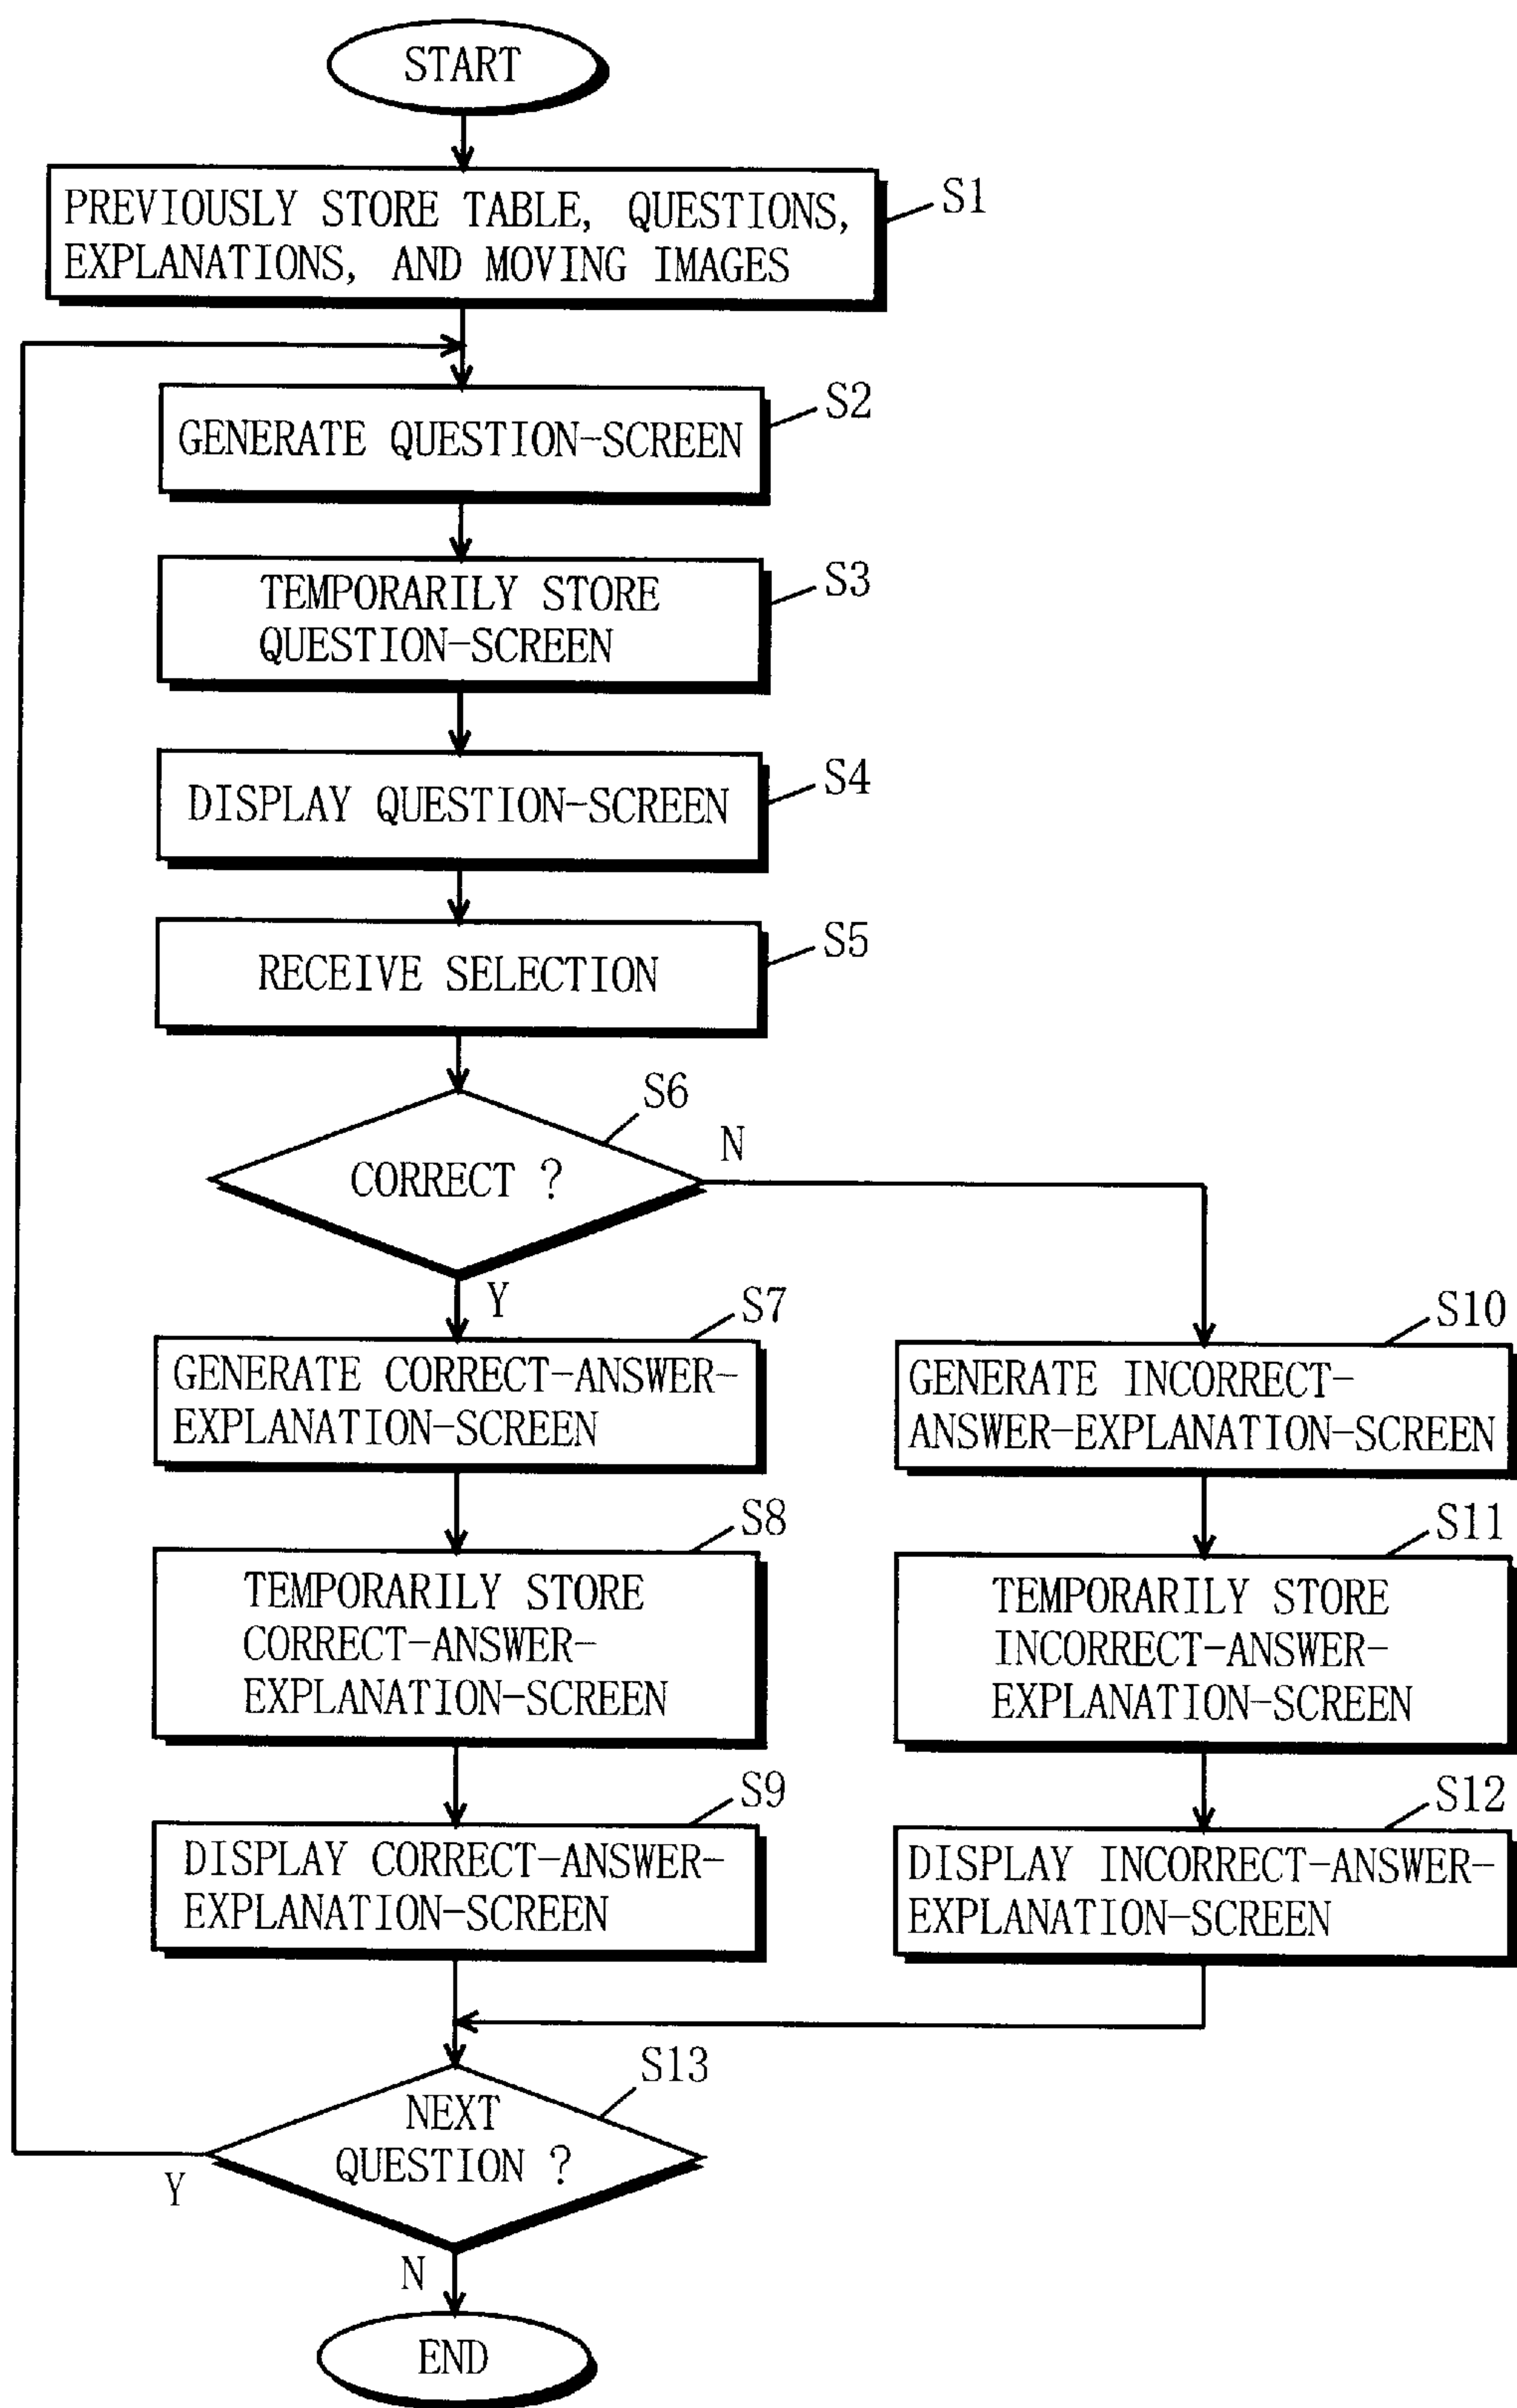 START
PREVIOUSLY STORE TABLE, QUESTIONS,
EXPLANATIONS, AND MOVING IMAGES
S1
GENERATE QUESTION-SCREEN
S2
TEMPORARILY STORE
QUESTION-SCREEN
S3
DISPLAY QUESTION-SCREEN
S4
RECEIVE SELECTION
S5
CORRECT ?
S6
N
Y
GENERATE CORRECT-ANSWER-
EXPLANATION-SCREEN
S7
TEMPORARILY STORE
CORRECT-ANSWER-
EXPLANATION-SCREEN
S8
DISPLAY CORRECT-ANSWER-
EXPLANATION-SCREEN
S9
GENERATE INCORRECT-
ANSWER-EXPLANATION-SCREEN
S10
TEMPORARILY STORE
INCORRECT-ANSWER-
EXPLANATION-SCREEN
S11
DISPLAY INCORRECT-ANSWER-
EXPLANATION-SCREEN
S12
NEXT
QUESTION ?
S13
Y
N
END